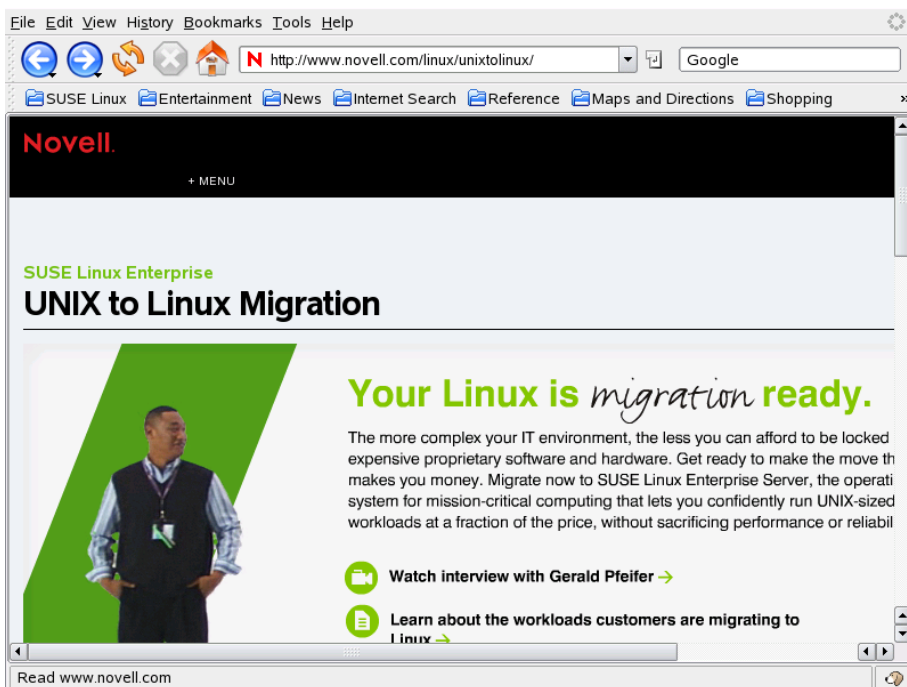 File Edit View History Bookmarks Tools Help
N http://www.novell.com/linux/unixtolinux/ Google
SUSE Linux Entertainment News Internet Search Reference Maps and Directions Shopping »
Novell.
+ MENU
SUSE Linux Enterprise
UNIX to Linux Migration
Your Linux is migration ready.
The more complex your IT environment, the less you can afford to be locked
expensive proprietary software and hardware. Get ready to make the move th
makes you money. Migrate now to SUSE Linux Enterprise Server, the operati
system for mission-critical computing that lets you confidently run UNIX-sized
workloads at a fraction of the price, without sacrificing performance or reliabil
Watch interview with Gerald Pfeifer →
Learn about the workloads customers are migrating to
Linux →
Read www.novell.com